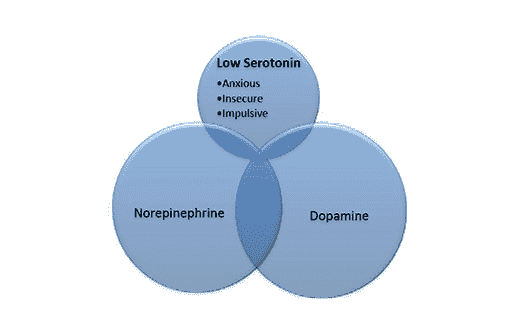 Low Serotonin
•Anxious
•Insecure
•Impulsive
Norepinephrine
Dopamine